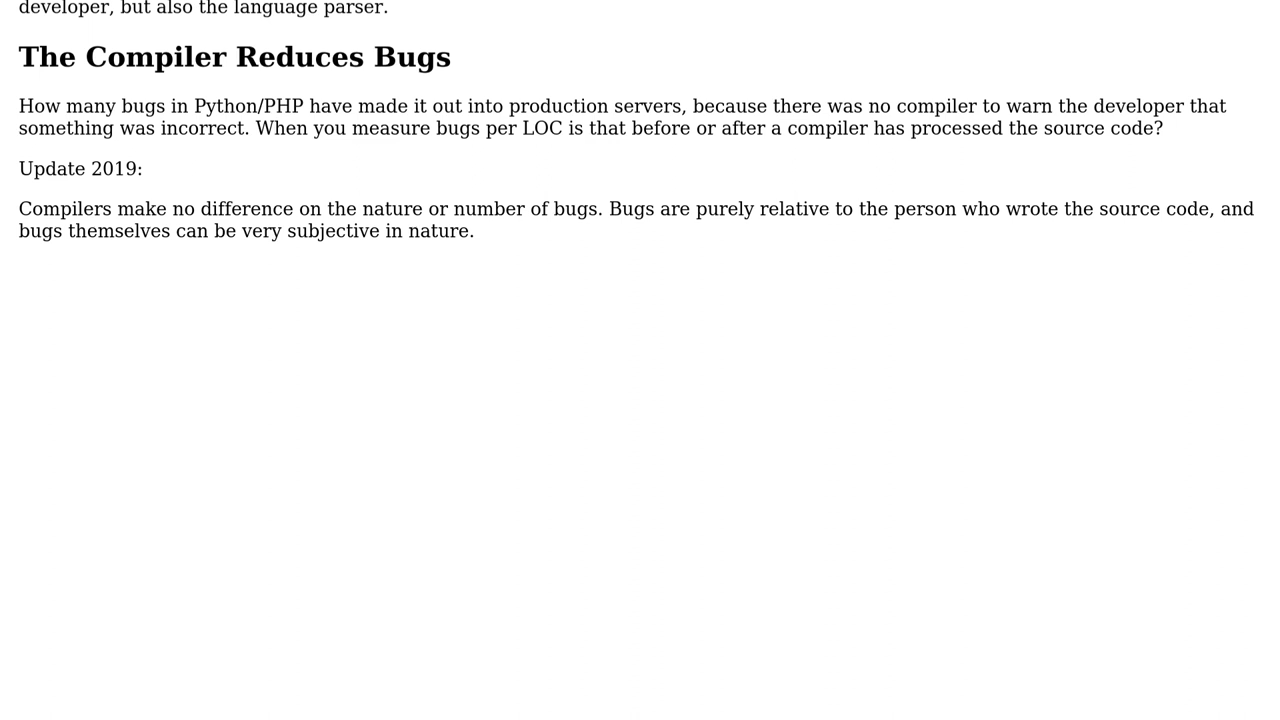 developer, but also the language parser.
The Compiler Reduces Bugs
How many bugs in Python/PHP have made it out into production servers, because there was no compiler to warn the developer that
something was incorrect. When you measure bugs per LOC is that before or after a compiler has processed the source code?
Update 2019:
Compilers make no difference on the nature or number of bugs. Bugs are purely relative to the person who wrote the source code, and
bugs themselves can be very subjective in nature.